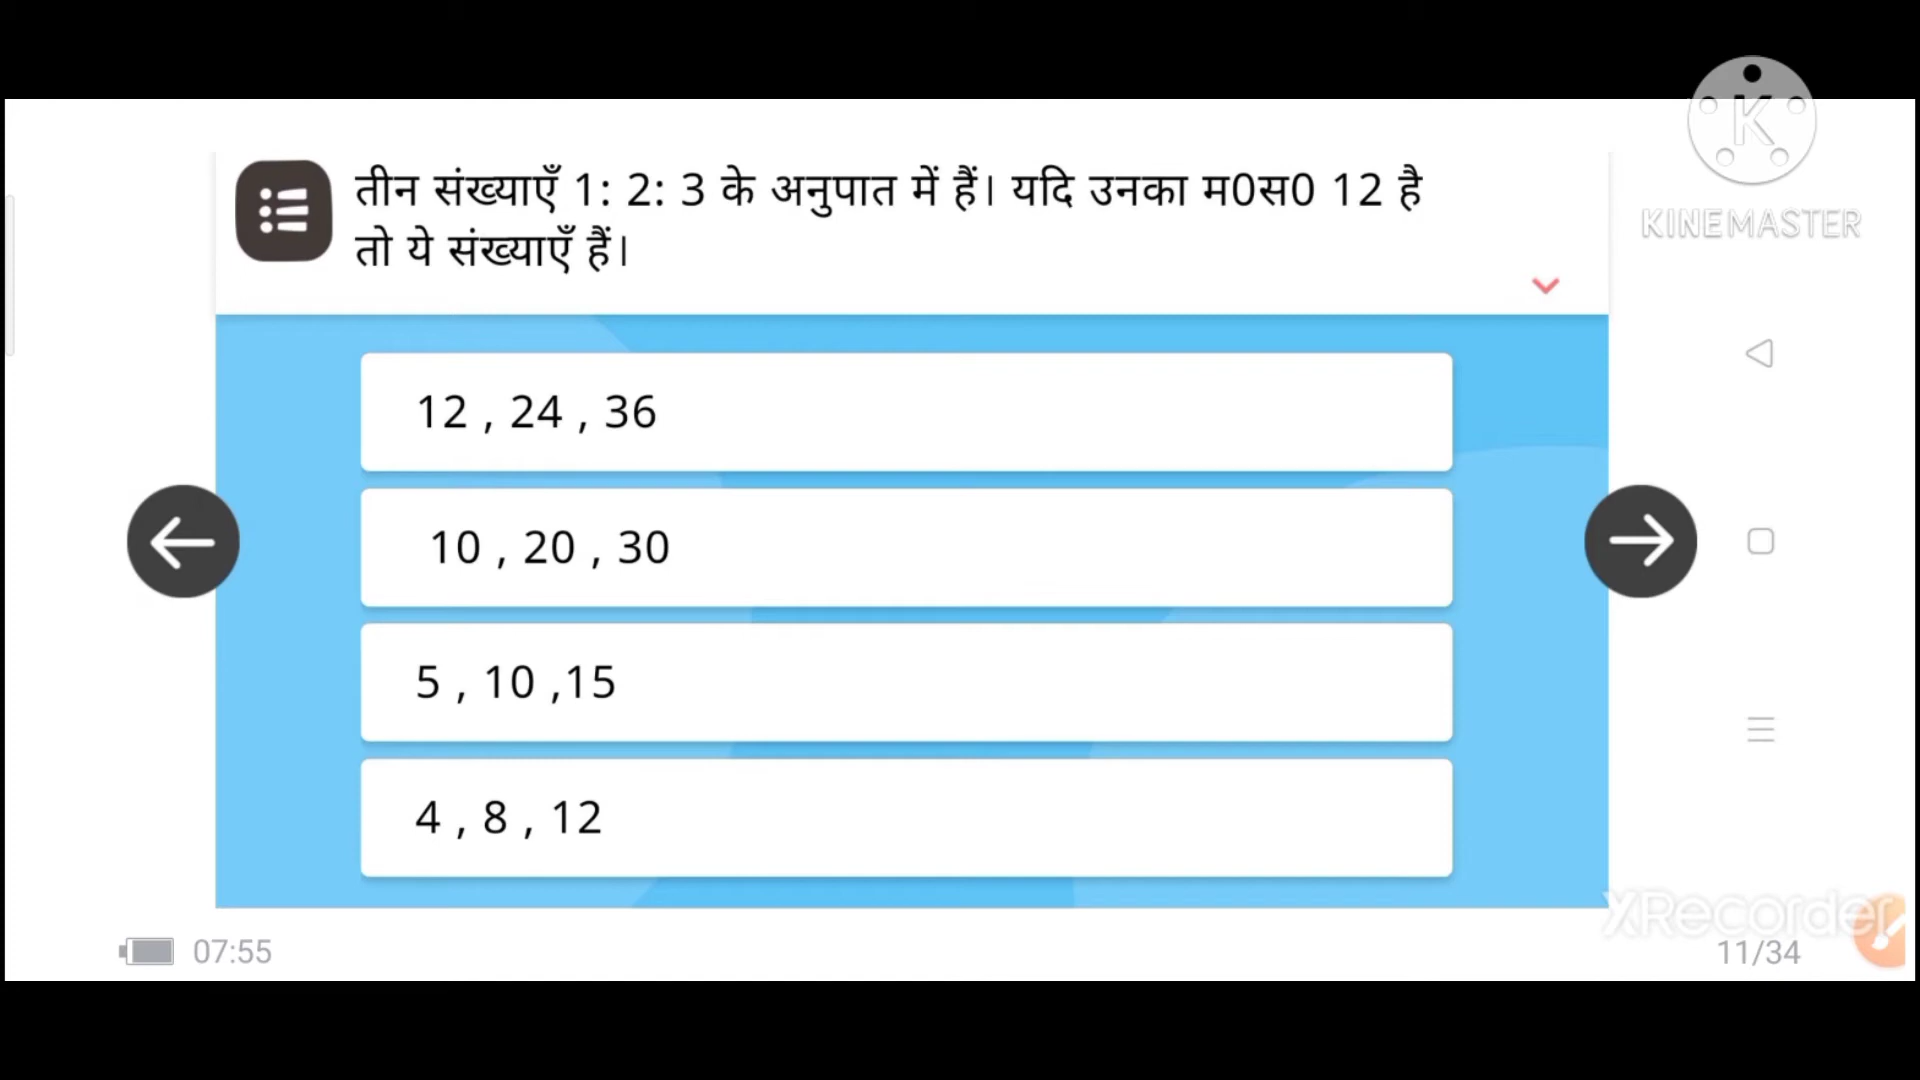 तीन संख्याएँ 1: 2: 3 के अनुपात में हैं। यदि उनका म0स0 12 है
तो ये संख्याएँ हैं।
K
KINEMASTER
12 , 24 , 36
10 , 20 , 30
5 , 10 ,15
4 , 8 , 12
XRecorder
07:55
11/34